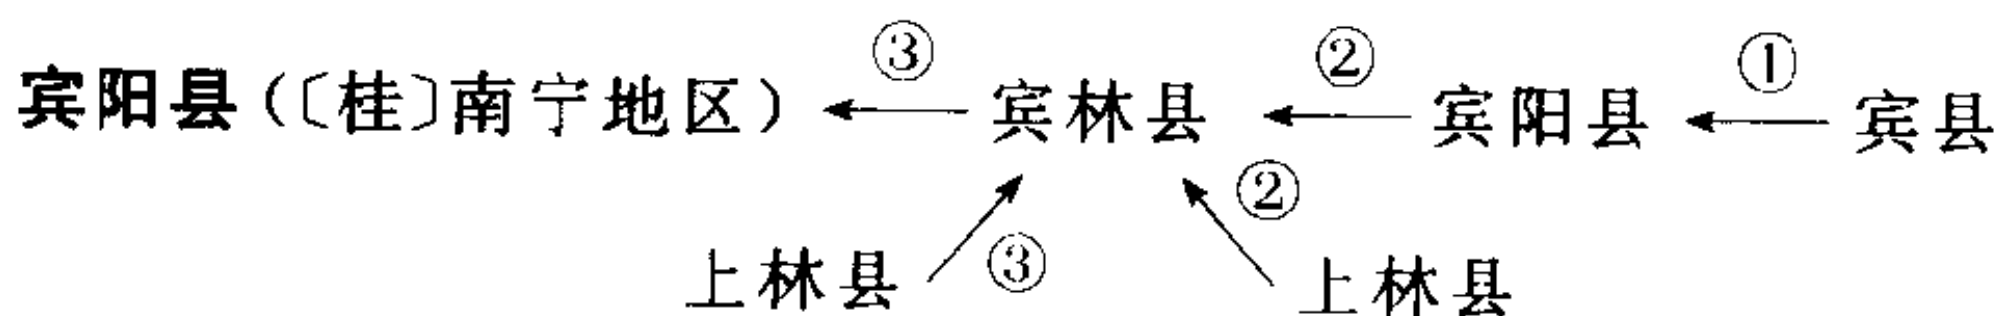 ③ ② ①
宾阳县(〔桂〕南宁地区) ← 宾林县 ← 宾阳县 ← 宾县
②
上林县 ③ 上林县